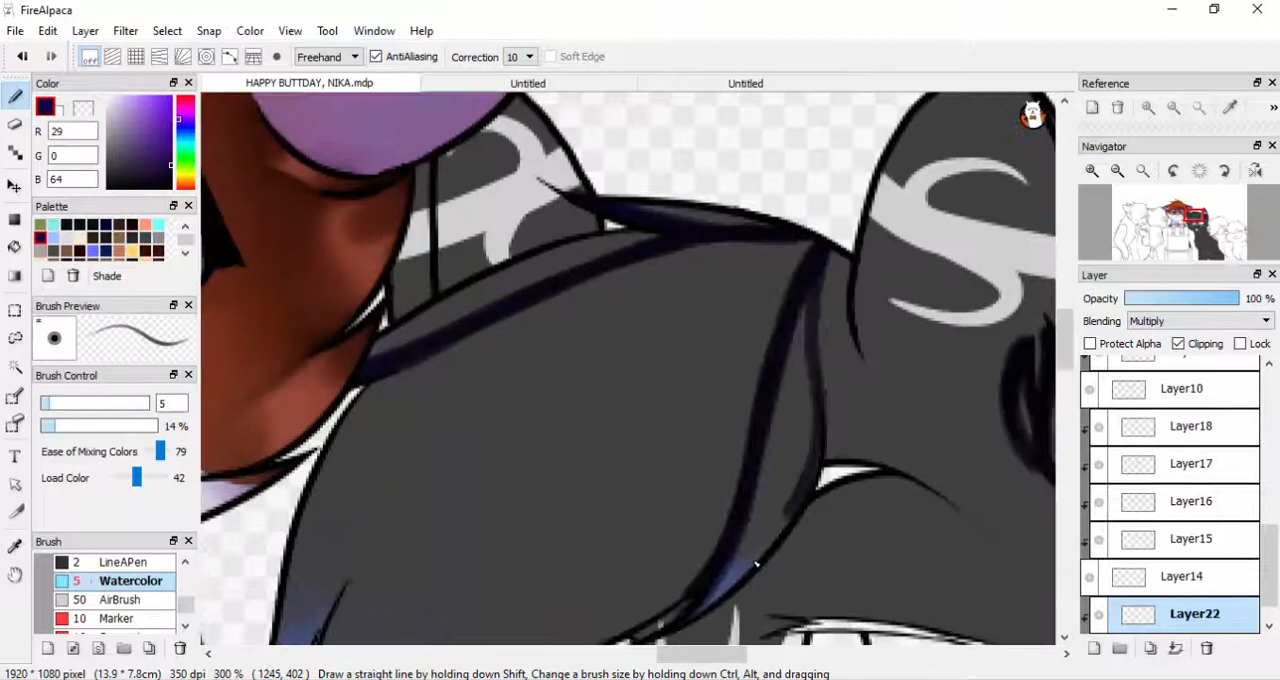 FireAlpaca
File Edit Layer Filter Select Snap Color View Tool Window Help
off Freehand AntiAliasing Correction 10 Soft Edge
Color HAPPY BUTTDAY, NIKA.mdp Untitled Untitled Reference
R 29
G 0
B 64
Navigator
Palette
Shade
Layer
Opacity 100 %
Brush Preview
Blending Multiply
Protect Alpha Clipping Lock
Brush Control
5
14 %
Ease of Mixing Colors 79
Load Color 42
Layer10
Layer18
Layer17
Layer16
Layer15
Layer14
Layer22
Brush
2 LineAPen
5 Watercolor
50 AirBrush
10 Marker
1920 * 1080 pixel (13.9 * 7.8cm) 350 dpi 300 % ( 1245, 402 ) Draw a straight line by holding down Shift, Change a brush size by holding down Ctrl, Alt, and dragging